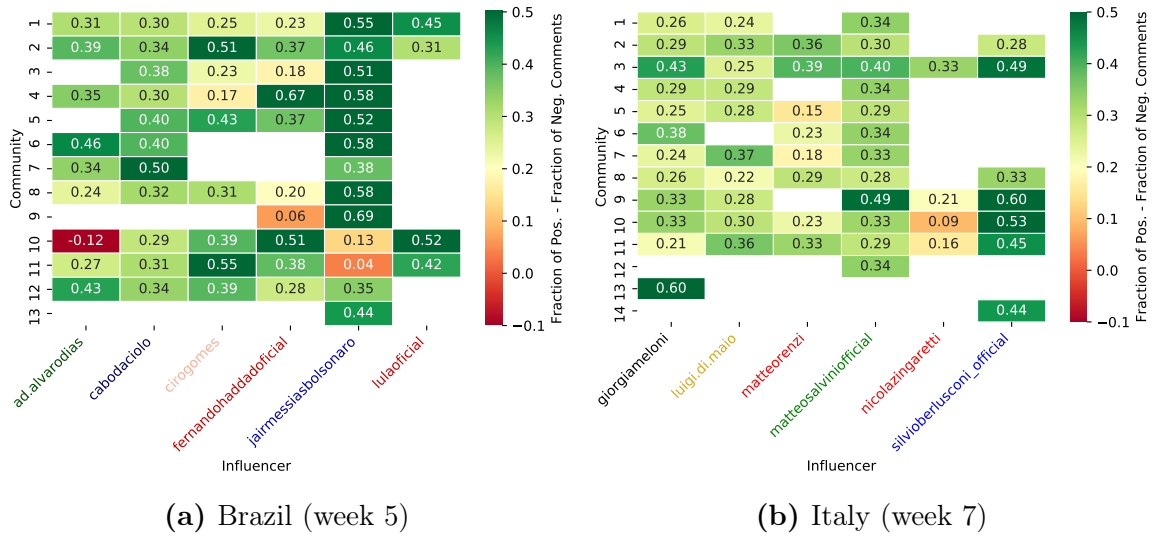 1 0.31 0.30 0.25 0.23 0.55 0.45
2 0.39 0.34 0.51 0.37 0.46 0.31
3 0.38 0.23 0.18 0.51
4 0.35 0.30 0.17 0.67 0.58
5 0.40 0.43 0.37 0.52
6 0.46 0.40 0.58
7 0.34 0.50 0.38
8 0.24 0.32 0.31 0.20 0.58
9 0.06 0.69
10 -0.12 0.29 0.39 0.51 0.13 0.52
11 0.27 0.31 0.55 0.38 0.04 0.42
12 0.43 0.34 0.39 0.28 0.35
13 0.44
Community
ad.alvarodias
cabodaciolo
cirogomes
fernandohaddadoficial
jairmessiasbolsonaro
lulaoficial
Influencer
0.5
0.4
0.3
0.2
0.1
0.0
−0.1
Fraction of Pos. - Fraction of Neg. Comments
(a) Brazil (week 5)
1 0.26 0.24 0.34
2 0.29 0.33 0.36 0.30 0.28
3 0.43 0.25 0.39 0.40 0.33 0.49
4 0.29 0.29 0.34
5 0.25 0.28 0.15 0.29
6 0.38 0.23 0.34
7 0.24 0.37 0.18 0.33
8 0.26 0.22 0.29 0.28 0.33
9 0.33 0.28 0.49 0.21 0.60
10 0.33 0.30 0.23 0.33 0.09 0.53
11 0.21 0.36 0.33 0.29 0.16 0.45
12 0.34
13 0.60
14 0.44
Community
giorgiameloni
luigi.di.maio
matteorenzi
matteosalviniofficial
nicolazingaretti
silvioberlusconi_official
Influencer
0.5
0.4
0.3
0.2
0.1
0.0
−0.1
Fraction of Pos. - Fraction of Neg. Comments
(b) Italy (week 7)